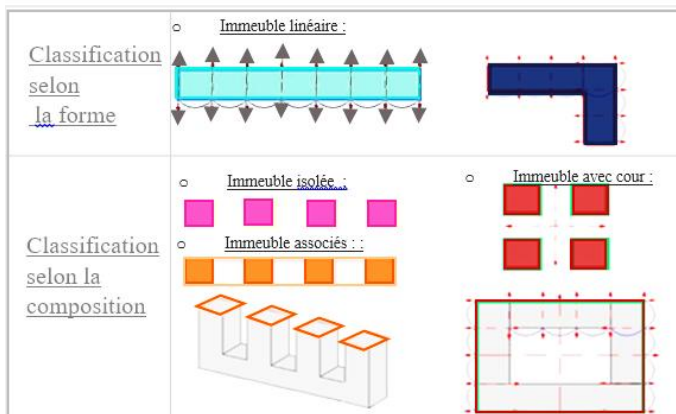 Classification
selon
la forme
o Immeuble linéaire :
Classification
selon la
composition
o Immeuble isolée :
o Immeuble associés : :
o Immeuble avec cour :